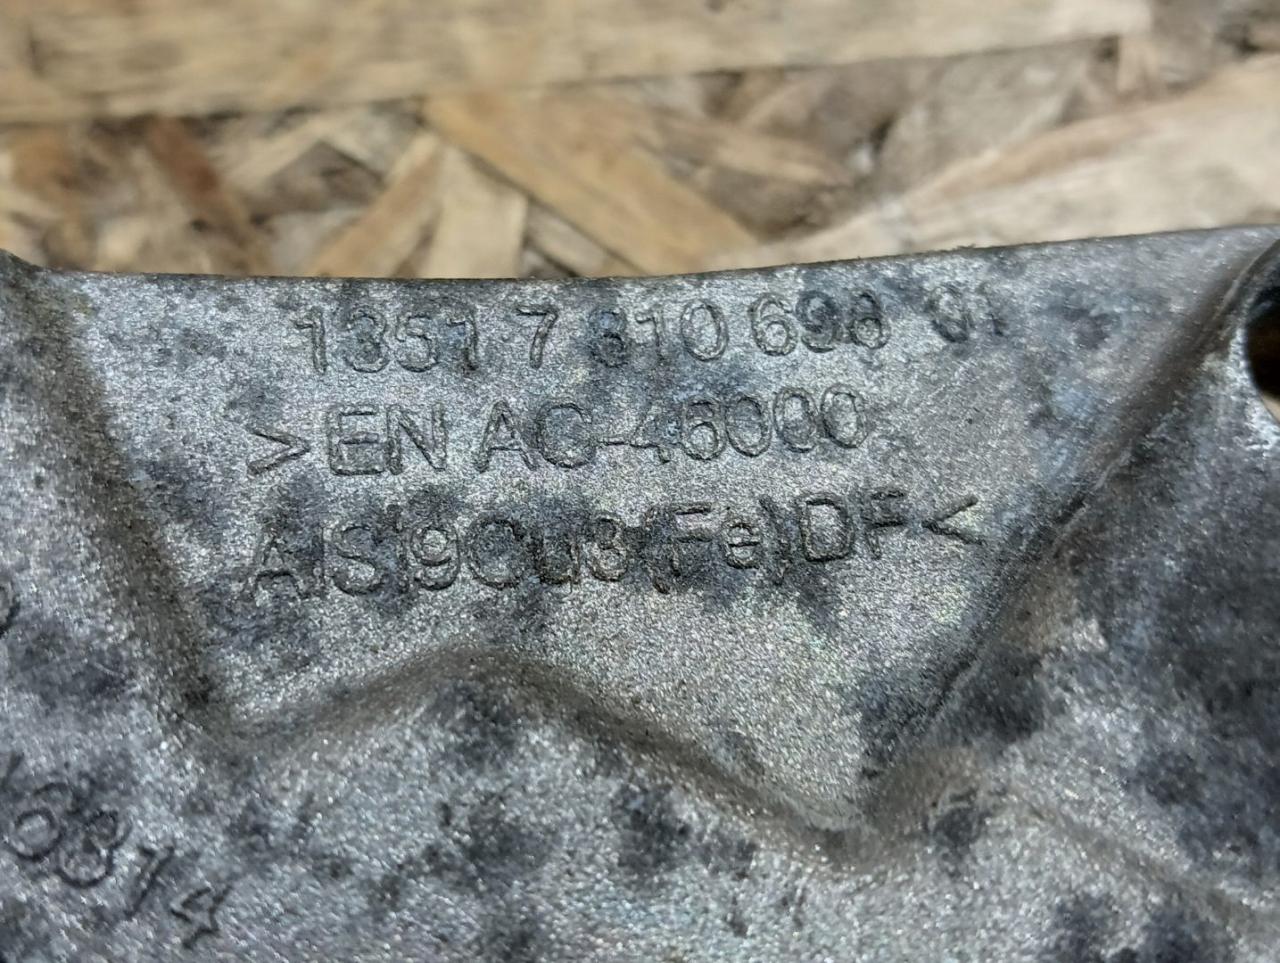 1351 7 810 698 01
>EN AC-46000
AlSi9Cu3(Fe)DF<